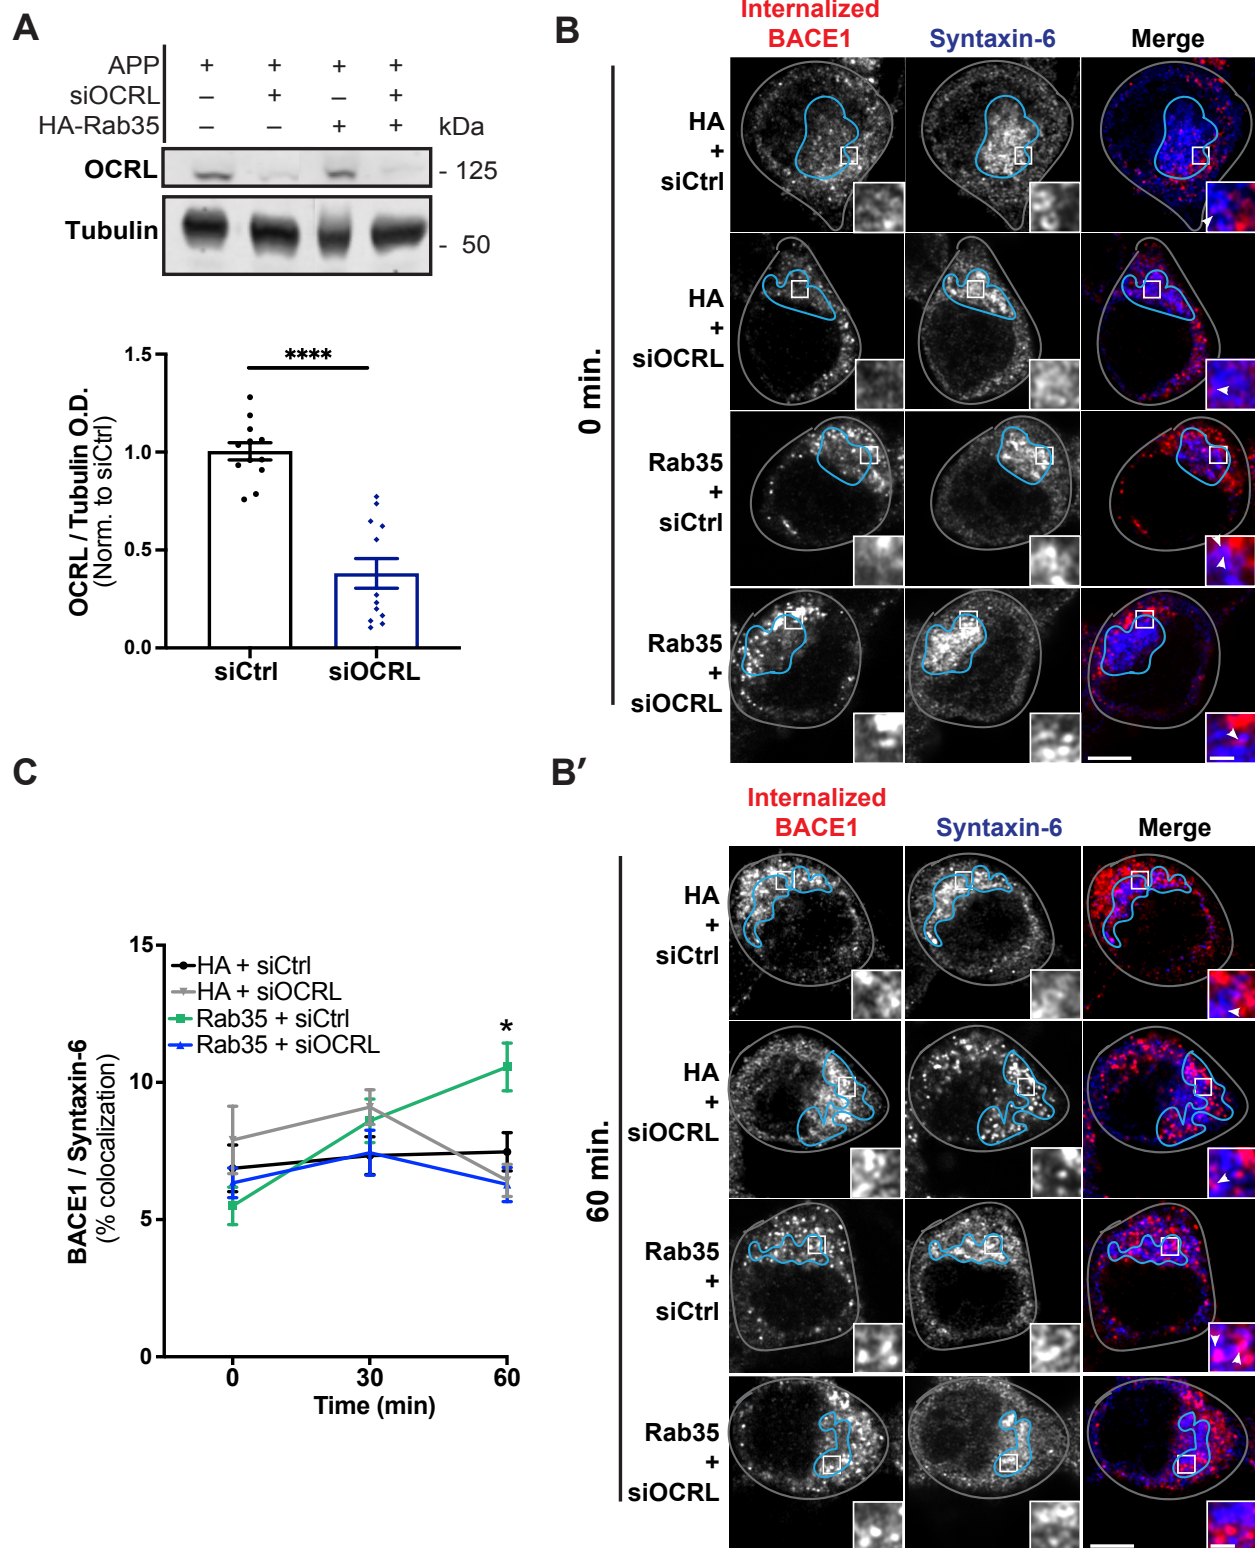 A
APP + + + +
siOCRL – + – +
HA-Rab35 – – + + kDa
OCRL - 125
Tubulin - 50
OCRL / Tubulin O.D.
(Norm. to siCtrl)
1.5
1.0
0.5
0.0
****
siCtrl siOCRL
B
Internalized
BACE1 Syntaxin-6 Merge
0 min.
HA
+
siCtrl
HA
+
siOCRL
Rab35
+
siCtrl
Rab35
+
siOCRL
C
BACE1 / Syntaxin-6
(% colocalization)
15
10
5
0
HA + siCtrl
HA + siOCRL
Rab35 + siCtrl
Rab35 + siOCRL
*
0 30 60
Time (min)
B′
Internalized
BACE1 Syntaxin-6 Merge
60 min.
HA
+
siCtrl
HA
+
siOCRL
Rab35
+
siCtrl
Rab35
+
siOCRL